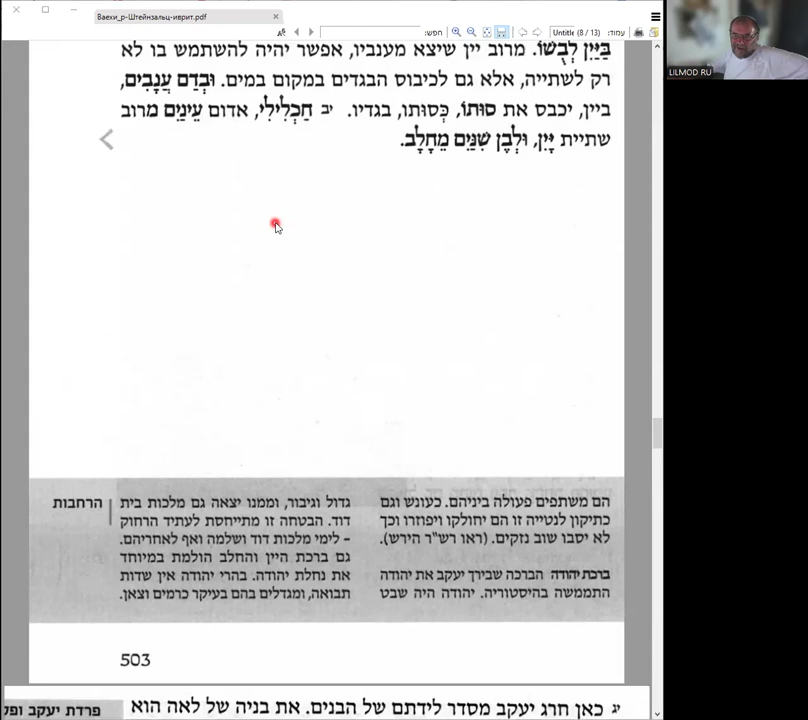 Ваехи_р-Штейнзальц-иврит.pdf
עמוד: Untitle (8 / 13)
חפש:
LILMOD RU
בַּיַּיִן לְבֻשׁוֹ. מרוב יין שיצא מענביו, אפשר יהיה להשתמש בו לא
רק לשתייה, אלא גם לכיבוס הבגדים במקום במים. וּבְדַם עֲנָבִים,
ביין, יכבס את סוּתוֹ, כְּסוּתו, בגדיו. יב חַכְלִילִי, אדום עֵינַיִם מרוב
שתיית יָּיִן, וּלְבֶן שִׁנַּיִם מֵחָלָב.
הרחבות
הם משתפים פעולה ביניהם. כעונש וגם
כתיקון לנטייה זו הם יחולקו ויפוזרו וכך
לא יסבו שוב נזקים. (ראו רש"ר הירש).
ברכת יהודה הברכה שבירך יעקב את יהודה
התממשה בהיסטוריה. יהודה היה שבט
גדול וגיבור, וממנו יצאה גם מלכות בית
דוד. הבטחה זו מתייחסת לעתיד הרחוק
– לימי מלכות דוד ושלמה ואף לאחריהם.
גם ברכת היין והחלב הולמת במיוחד
את נחלת יהודה. בהרי יהודה אין שדות
תבואה, ומגדלים בהם בעיקר כרמים וצאן.
503
יג כאן חרג יעקב מסדר לידתם של הבנים. את בניה של לאה הוא
פרדת יעקב ופל